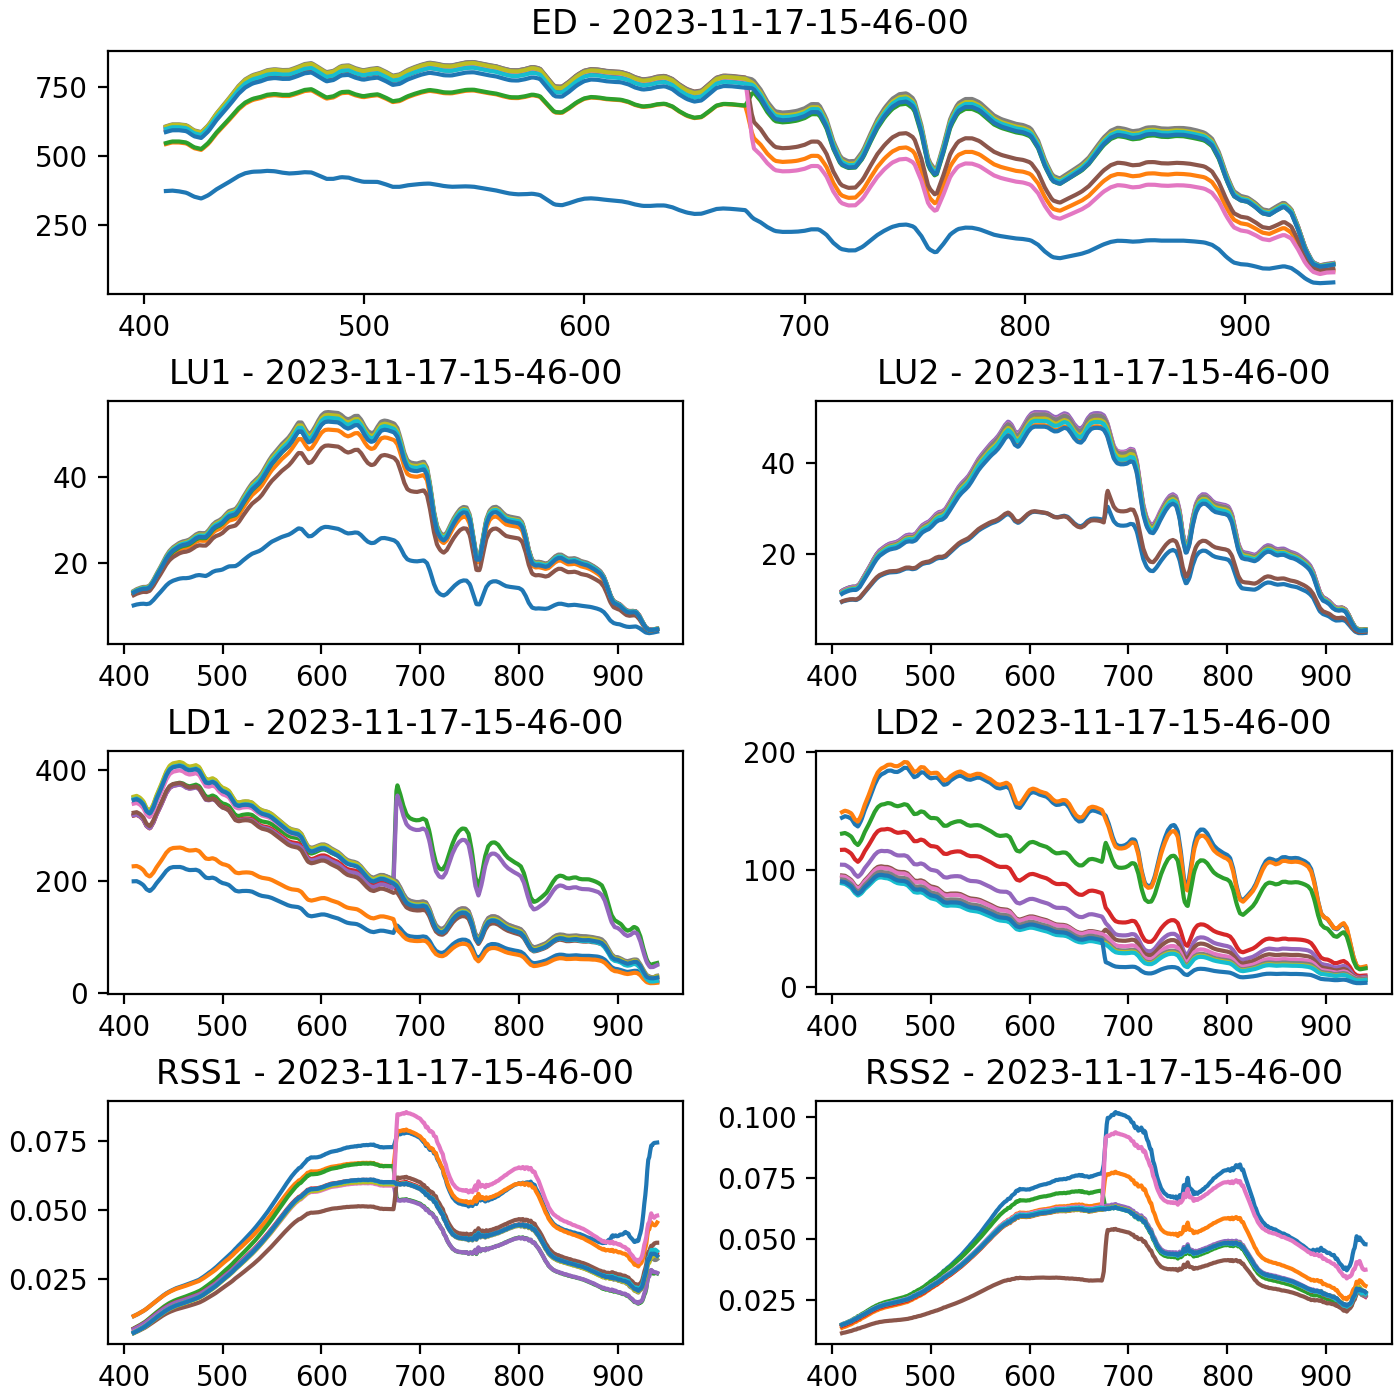 ED - 2023-11-17-15-46-00
750
500
250
400 500 600 700 800 900
LU1 - 2023-11-17-15-46-00
40
20
400 500 600 700 800 900
LU2 - 2023-11-17-15-46-00
40
20
400 500 600 700 800 900
LD1 - 2023-11-17-15-46-00
400
200
0
400 500 600 700 800 900
LD2 - 2023-11-17-15-46-00
200
100
0
400 500 600 700 800 900
RSS1 - 2023-11-17-15-46-00
0.075
0.050
0.025
400 500 600 700 800 900
RSS2 - 2023-11-17-15-46-00
0.100
0.075
0.050
0.025
400 500 600 700 800 900